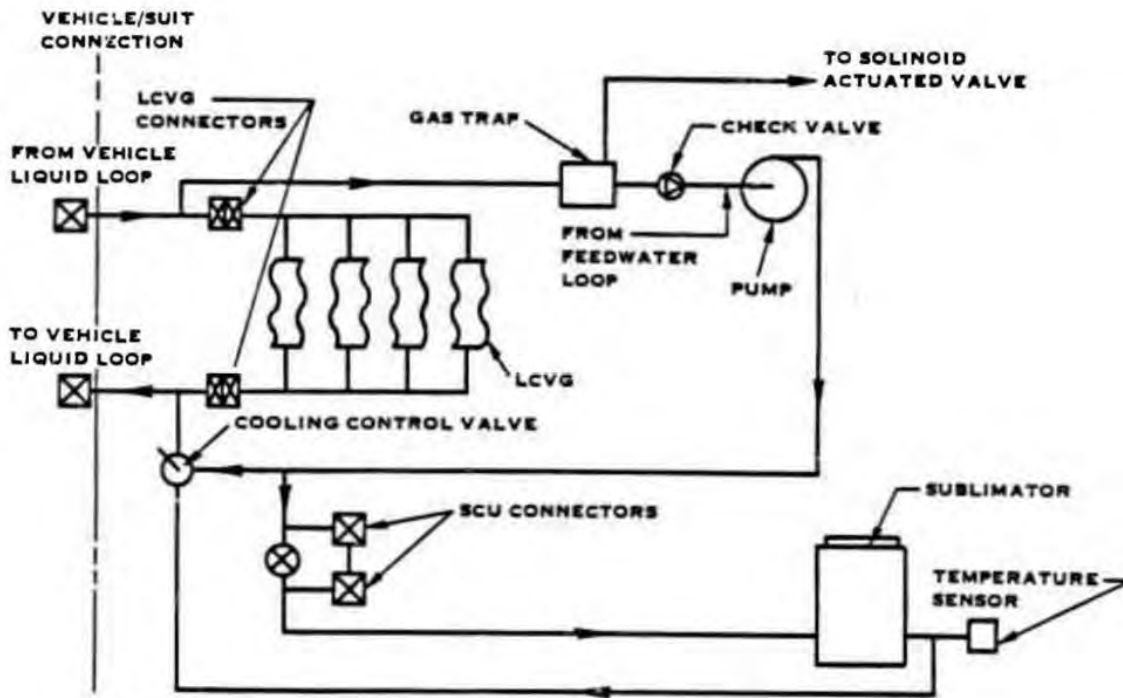 VEHICLE/SUIT
CONNECTION
TO SOLINOID
ACTUATED VALVE
LCVG
CONNECTORS
GAS TRAP
CHECK VALVE
FROM VEHICLE
LIQUID LOOP
FROM
FEEDWATER
LOOP
PUMP
TO VEHICLE
LIQUID LOOP
LCVG
COOLING CONTROL VALVE
SCU CONNECTORS
SUBLIMATOR
TEMPERATURE
SENSOR